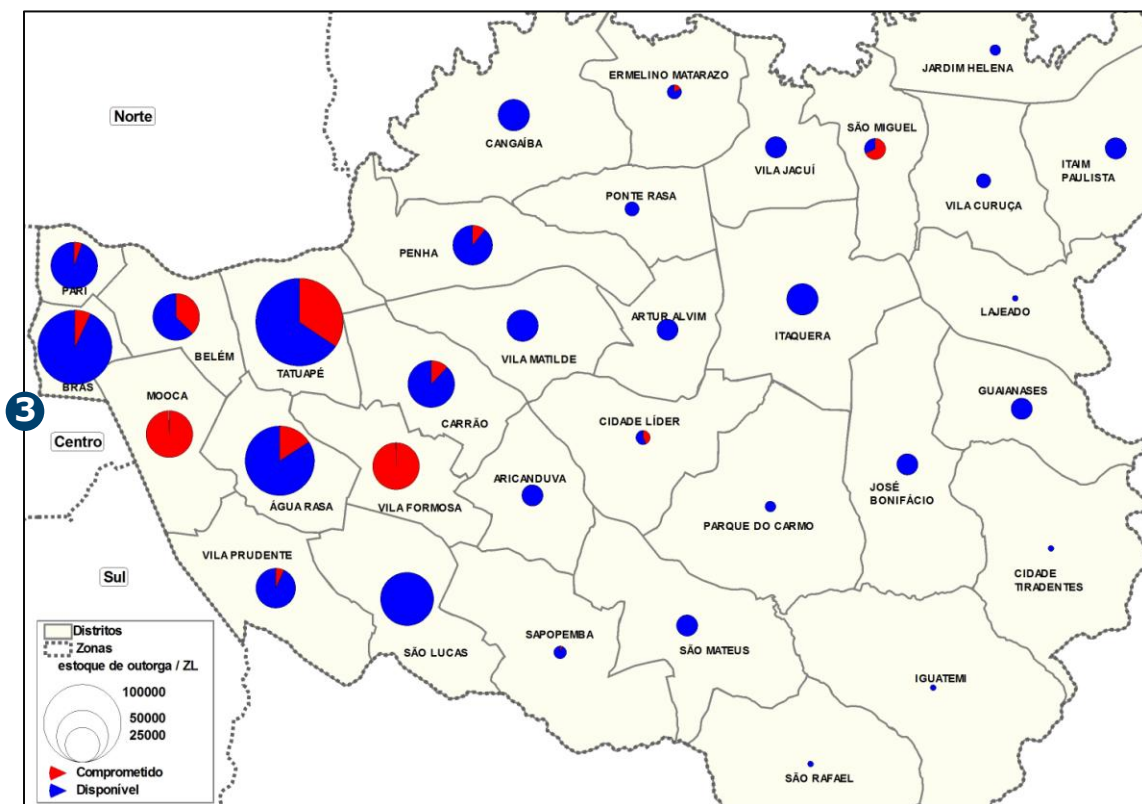 Norte
ERMELINO MATARAZO
JARDIM HELENA
CANGAÍBA
SÃO MIGUEL
VILA JACUÍ
ITAIM
PAULISTA
PONTE RASA
VILA CURUÇA
PENHA
PARI
BELÉM
TATUAPÉ
BRAS
VILA MATILDE
ARTUR ALVIM
ITAQUERA
LAJEADO
MOOCA
CARRÃO
CIDADE LÍDER
GUAIANASES
3
Centro
ÁGUA RASA
VILA FORMOSA
ARICANDUVA
PARQUE DO CARMO
JOSÉ
BONIFÁCIO
VILA PRUDENTE
Sul
CIDADE
TIRADENTES
SÃO LUCAS
SAPOPEMBA
SÃO MATEUS
IGUATEMI
SÃO RAFAEL
Distritos
Zonas
estoque de outorga / ZL
100000
50000
25000
Comprometido
Disponível